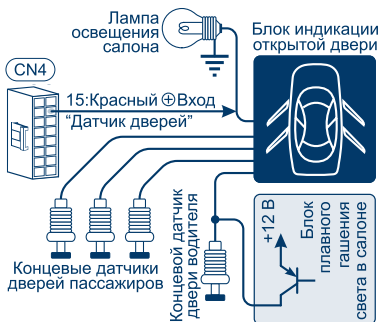 Лампа
освещения
салона
Блок индикации
открытой двери
CN4
15:Красный ⊕Вход
“Датчик дверей”
Концевые датчики
дверей пассажиров
Концевой датчик
двери водителя
+12 В
Блок
плавного
гашения
света в салоне